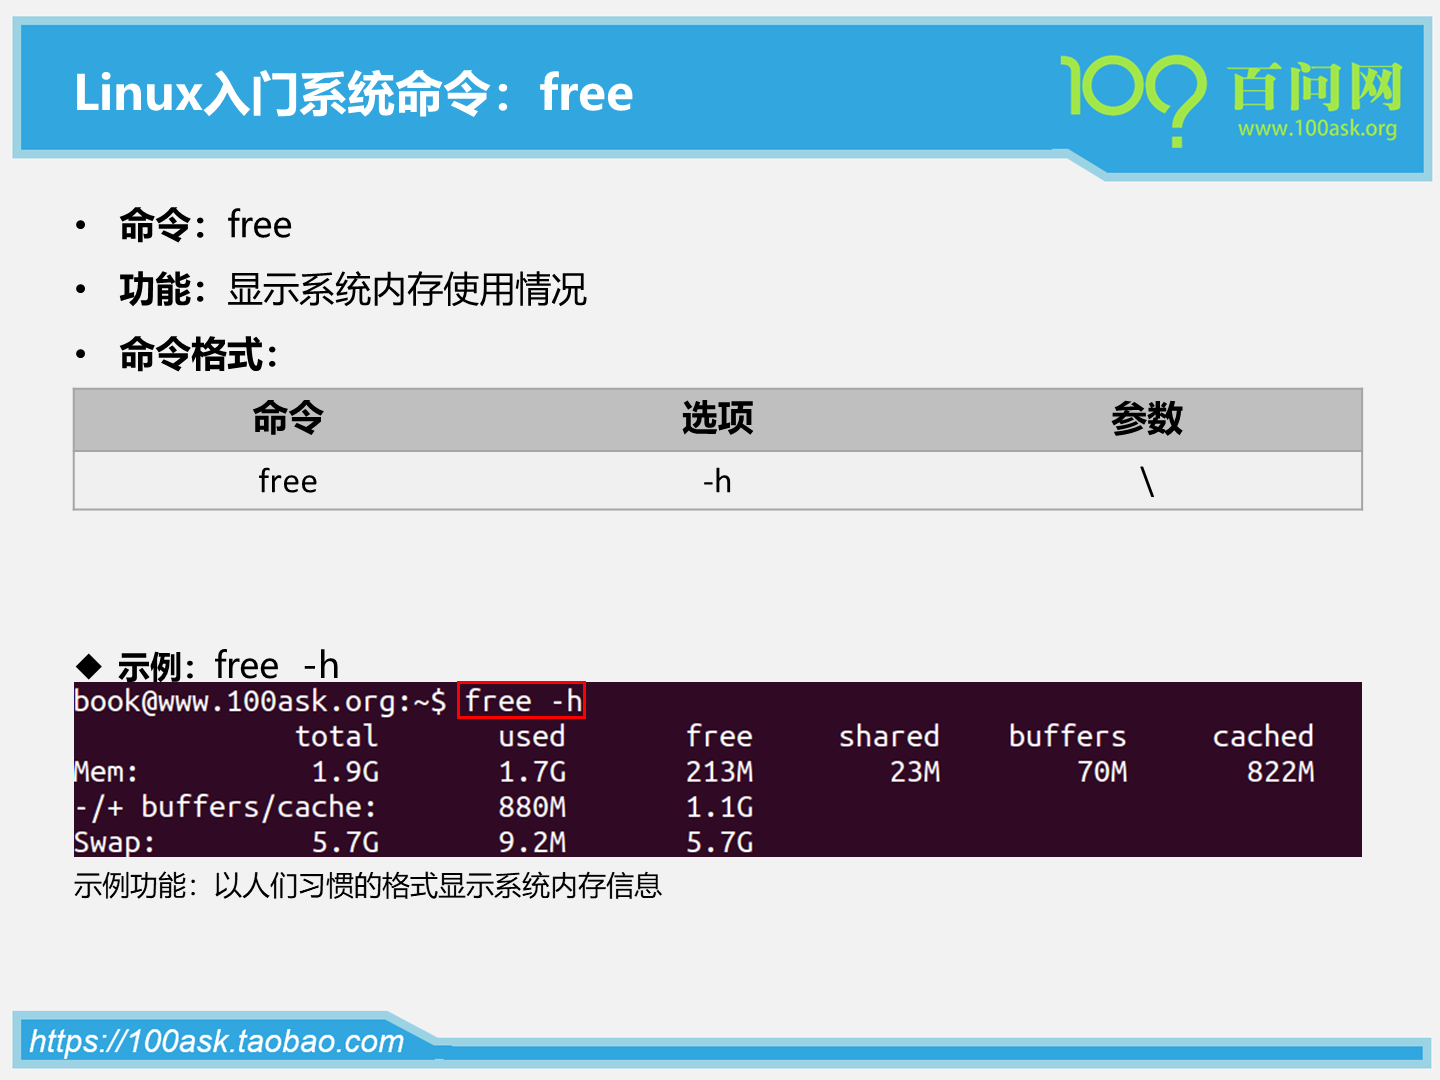 Linux入门系统命令：free
100?
百问网
www.100ask.org
• 命令：free
• 功能：显示系统内存使用情况
• 命令格式：
命令 选项 参数
free -h \
◆ 示例：free -h
book@www.100ask.org:~$ free -h
total used free shared buffers cached
Mem: 1.9G 1.7G 213M 23M 70M 822M
-/+ buffers/cache: 880M 1.1G
Swap: 5.7G 9.2M 5.7G
示例功能：以人们习惯的格式显示系统内存信息
https://100ask.taobao.com